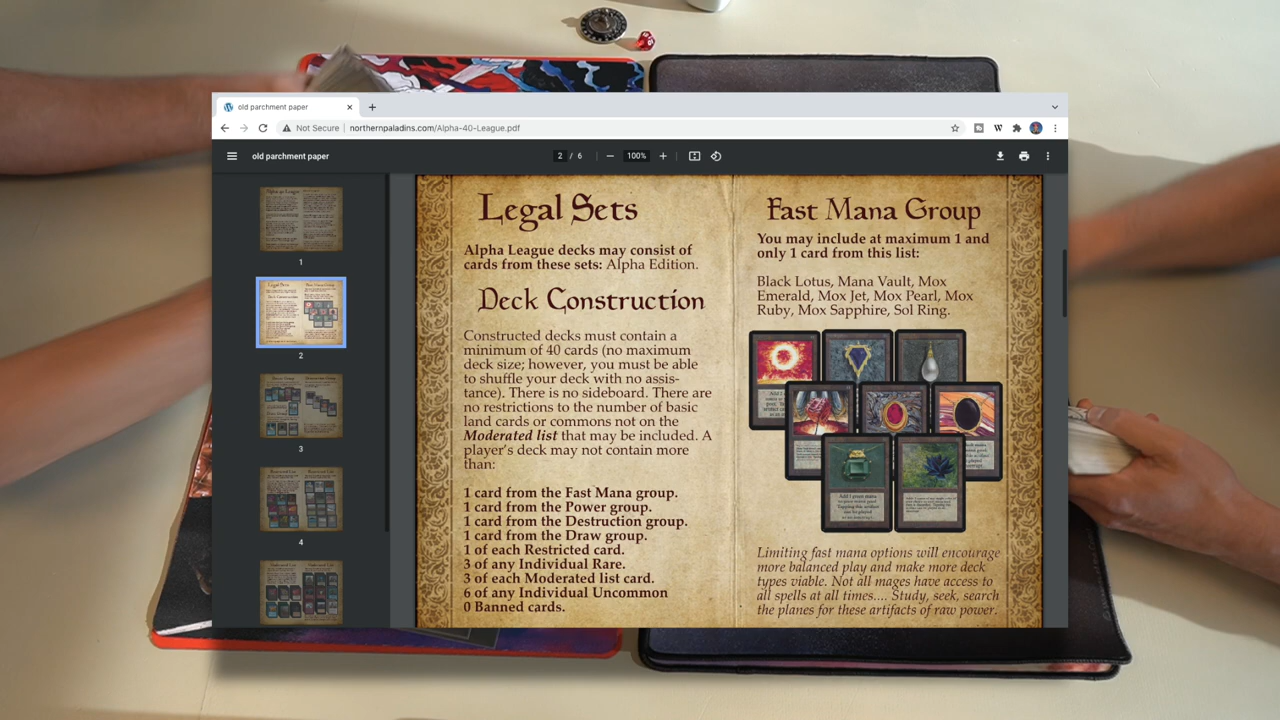 old parchment paper
Not Secure
northernpaladins.com/Alpha-40-League.pdf
old parchment paper
2 / 6
100%
1
2
3
4
Legal Sets
Alpha League decks may consist of
cards from these sets: Alpha Edition.
Deck Construction
Constructed decks must contain a
minimum of 40 cards (no maximum
deck size; however, you must be able
to shuffle your deck with no assis-
tance). There is no sideboard. There are
no restrictions to the number of basic
land cards or commons not on the
Moderated list that may be included. A
player's deck may not contain more
than:
1 card from the Fast Mana group.
1 card from the Power group.
1 card from the Destruction group.
1 card from the Draw group.
1 of each Restricted card.
3 of any Individual Rare.
3 of each Moderated list card.
6 of any Individual Uncommon
0 Banned cards.
Fast Mana Group
You may include at maximum 1 and
only 1 card from this list:
Black Lotus, Mana Vault, Mox
Emerald, Mox Jet, Mox Pearl, Mox
Ruby, Mox Sapphire, Sol Ring.
Limiting fast mana options will encourage
more balanced play and make more deck
types viable. Not all mages have access to
all spells at all times.... Study, seek, search
the planes for these artifacts of raw power.